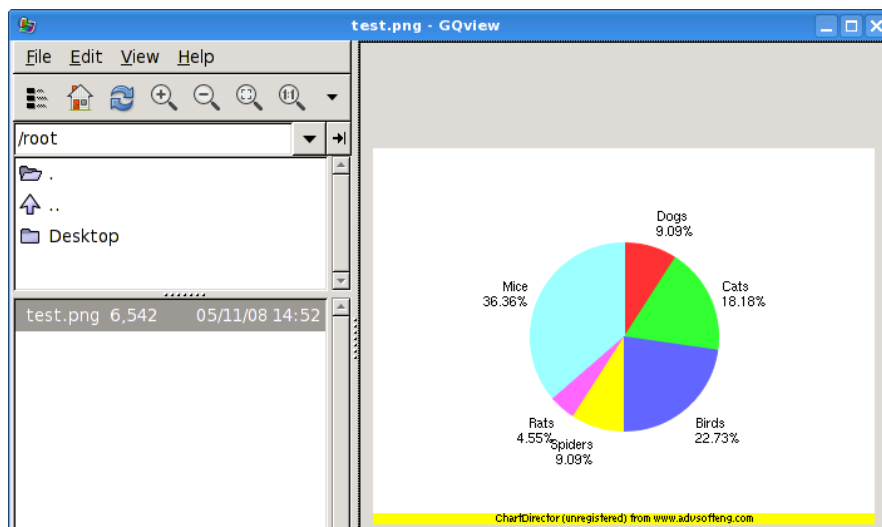 test.png - GQview
File Edit View Help
/root
.
..
Desktop
test.png 6,542 05/11/08 14:52
Dogs
9.09%
Cats
18.18%
Birds
22.73%
Spiders
9.09%
Rats
4.55%
Mice
36.36%
ChartDirector (unregistered) from www.advsofteng.com